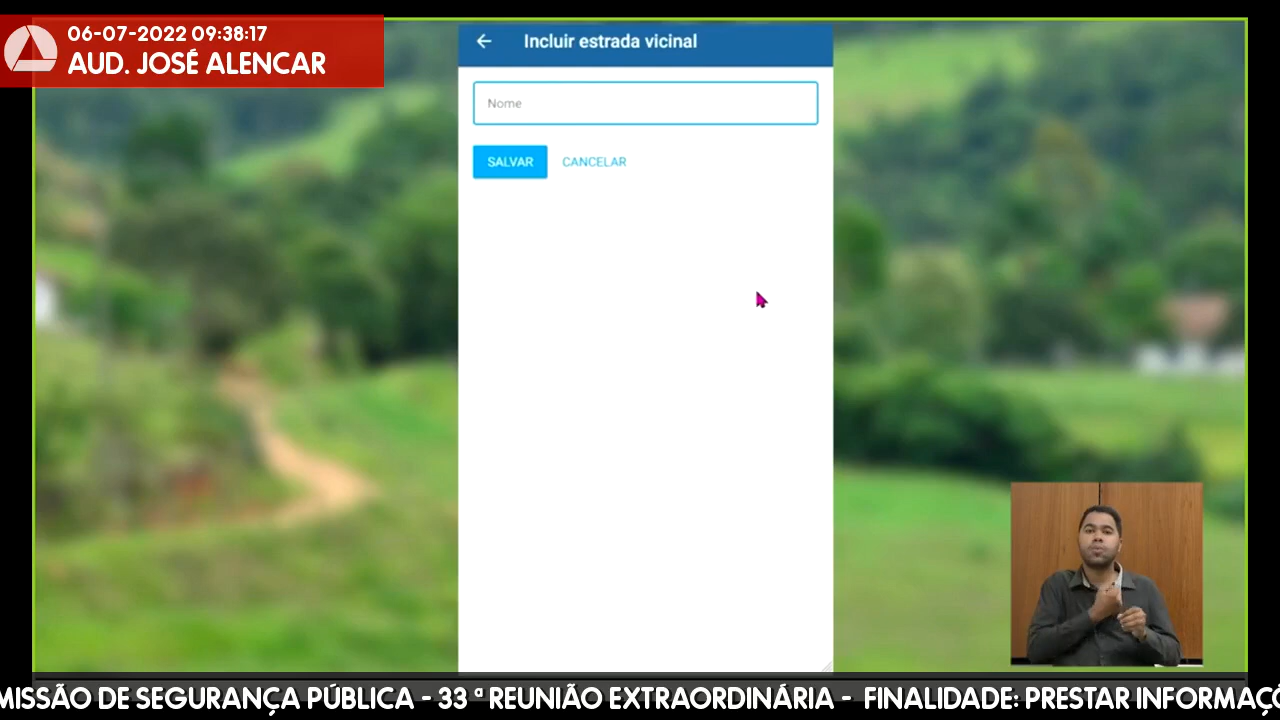 06-07-2022 09:38:17
AUD. JOSÉ ALENCAR
Incluir estrada vicinal
Nome
SALVAR CANCELAR
MISSÃO DE SEGURANÇA PÚBLICA - 33 ª REUNIÃO EXTRAORDINÁRIA - FINALIDADE: PRESTAR INFORMAÇÕ